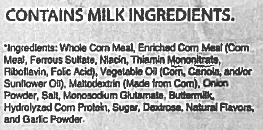 CONTAINS MILK INGREDIENTS.
*Ingredients: Whole Corn Meal, Enriched Corn Meal (Corn
Meal, Ferrous Sulfate, Niacin, Thiamin Mononitrate,
Riboflavin, Folic Acid), Vegetable Oil (Corn, Canola, and/or
Sunflower Oil), Maltodextrin (Made from Corn), Onion
Powder, Salt, Monosodium Glutamate, Buttermilk,
Hydrolyzed Corn Protein, Sugar, Dextrose, Natural Flavors,
and Garlic Powder.